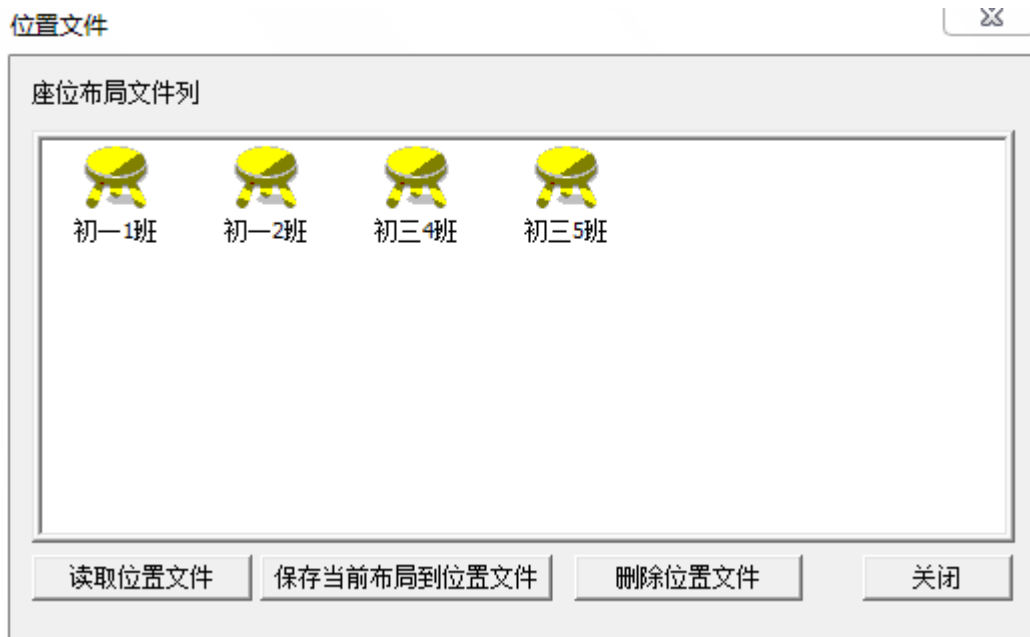 位置文件
座位布局文件列
初一1班 初一2班 初三4班 初三5班
读取位置文件 保存当前布局到位置文件 删除位置文件 关闭